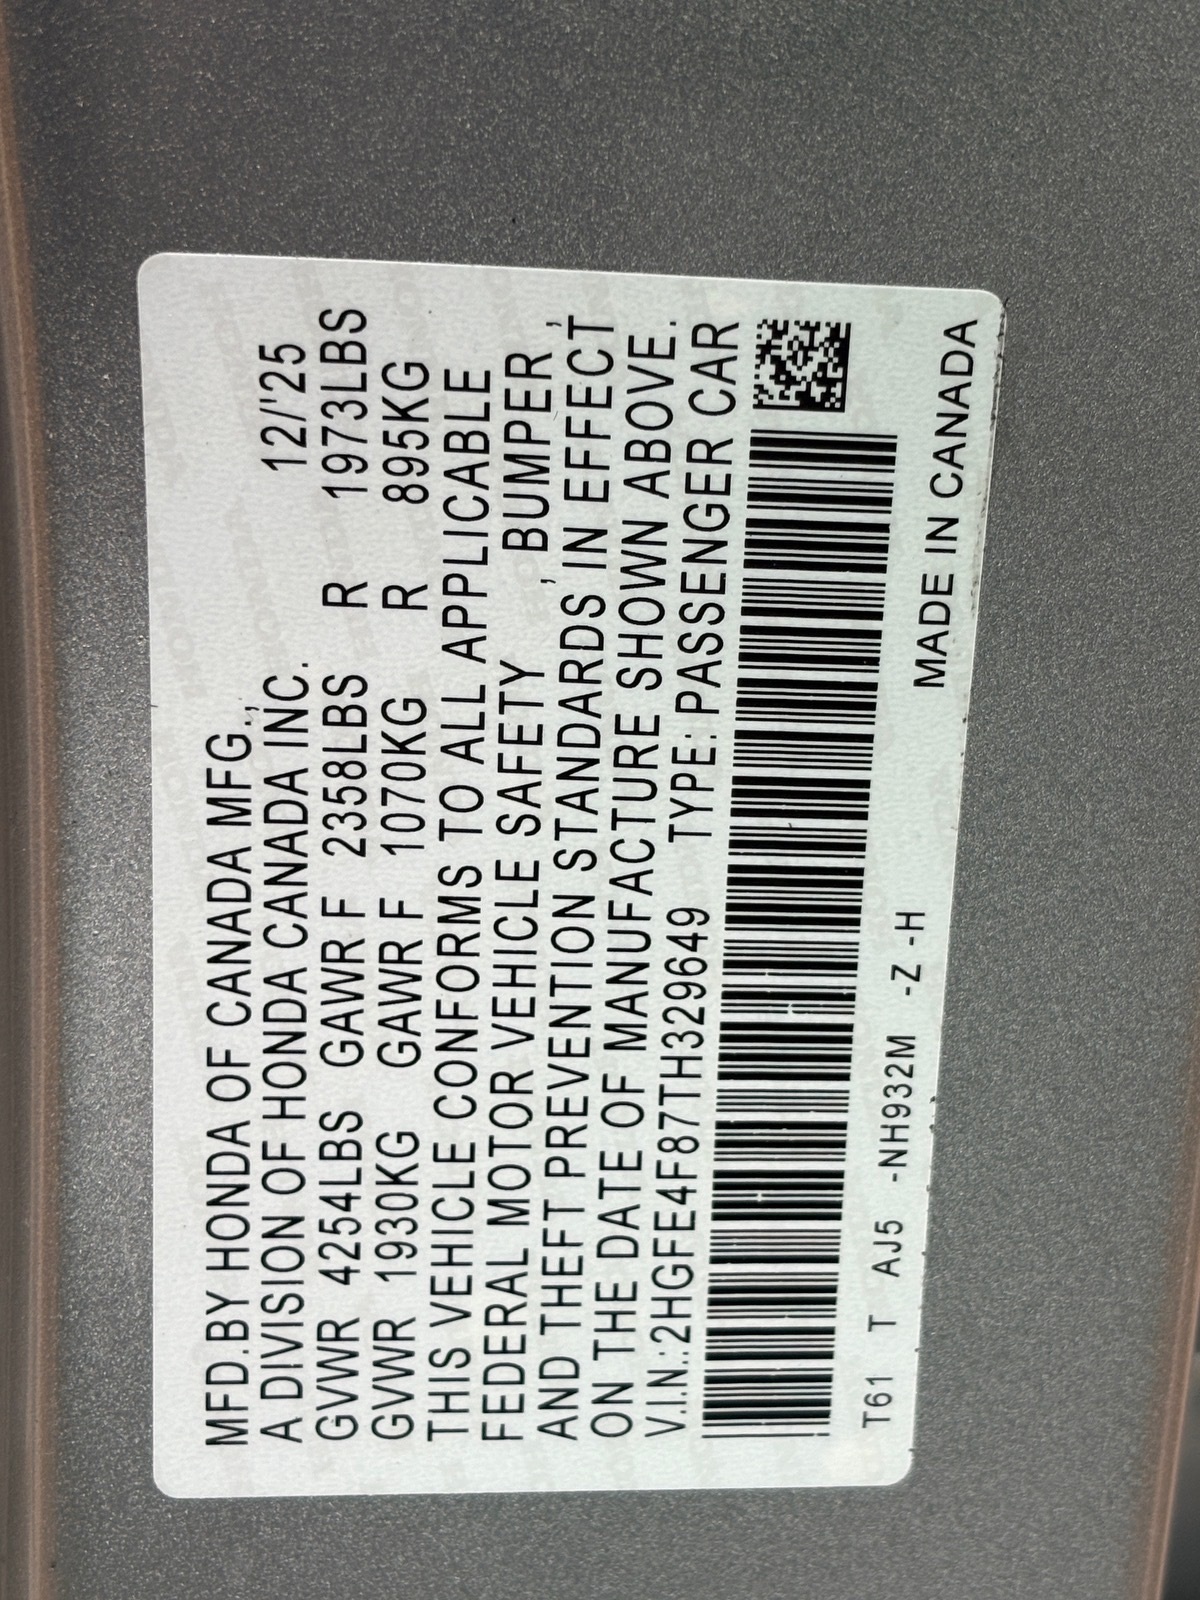 MFD.BY HONDA OF CANADA MFG.,
A DIVISION OF HONDA CANADA INC. 12/'25
GVWR 4254LBS GAWR F 2358LBS R 1973LBS
GVWR 1930KG GAWR F 1070KG R 895KG
THIS VEHICLE CONFORMS TO ALL APPLICABLE
FEDERAL MOTOR VEHICLE SAFETY , BUMPER ,
AND THEFT PREVENTION STANDARDS IN EFFECT
ON THE DATE OF MANUFACTURE SHOWN ABOVE.
V.I.N.:2HGFE4F87TH329649 TYPE:PASSENGER CAR
T61 T AJ5 -NH932M -Z -H
MADE IN CANADA